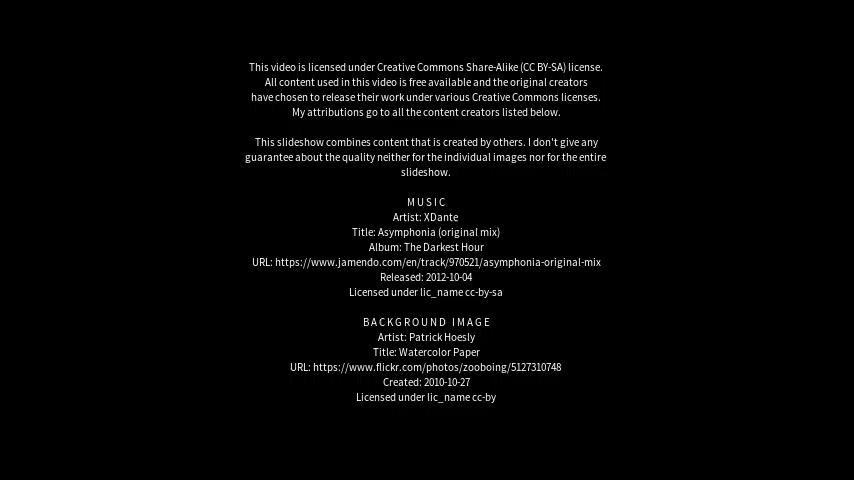 This video is licensed under Creative Commons Share-Alike (CC BY-SA) license.
All content used in this video is free available and the original creators
have chosen to release their work under various Creative Commons licenses.
My attributions go to all the content creators listed below.
This slideshow combines content that is created by others. I don't give any
guarantee about the quality neither for the individual images nor for the entire
slideshow.
MUSIC
Artist: XDante
Title: Asymphonia (original mix)
Album: The Darkest Hour
URL: https://www.jamendo.com/en/track/970521/asymphonia-original-mix
Released: 2012-10-04
Licensed under lic_name cc-by-sa
BACKGROUND IMAGE
Artist: Patrick Hoesly
Title: Watercolor Paper
URL: https://www.flickr.com/photos/zooboing/5127310748
Created: 2010-10-27
Licensed under lic_name cc-by